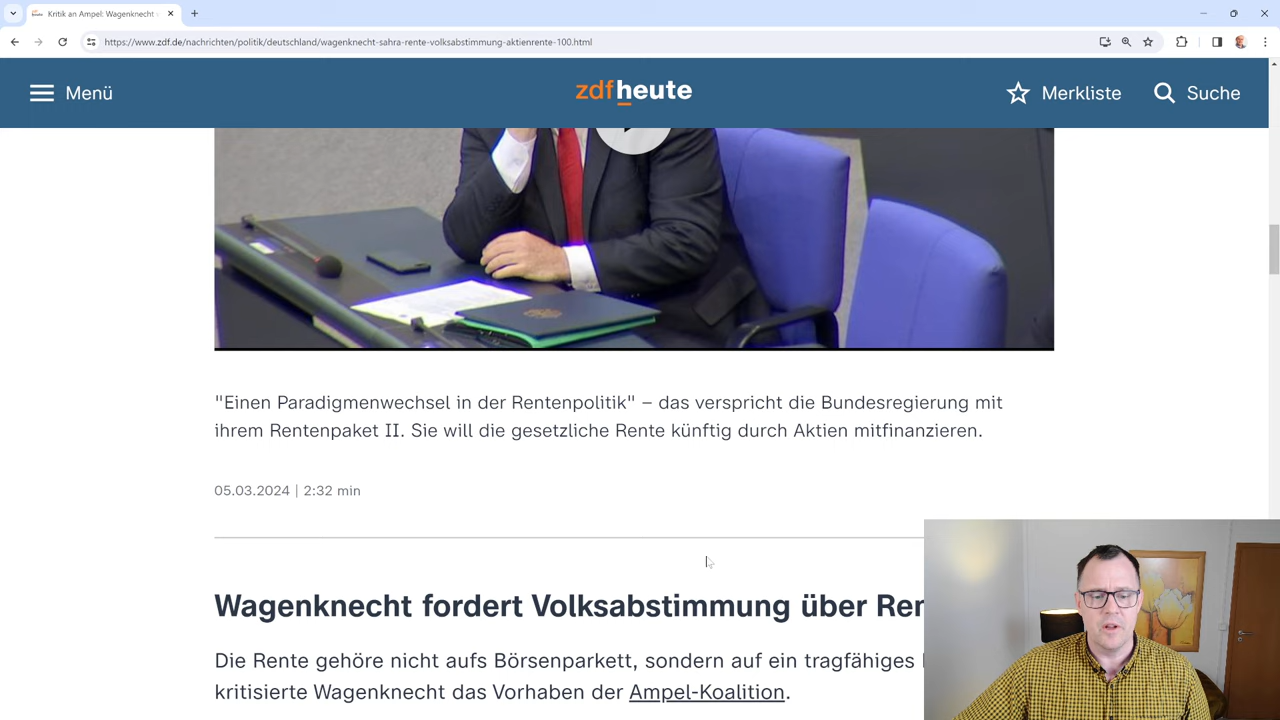 Kritik an Ampel: Wagenknecht
https://www.zdf.de/nachrichten/politik/deutschland/wagenknecht-sahra-rente-volksabstimmung-aktienrente-100.html
Menü
zdfheute
Merkliste
Suche
"Einen Paradigmenwechsel in der Rentenpolitik" – das verspricht die Bundesregierung mit
ihrem Rentenpaket II. Sie will die gesetzliche Rente künftig durch Aktien mitfinanzieren.
05.03.2024 | 2:32 min
Wagenknecht fordert Volksabstimmung über
Die Rente gehöre nicht aufs Börsenparkett, sondern auf ein tragfähiges
kritisierte Wagenknecht das Vorhaben der Ampel-Koalition.